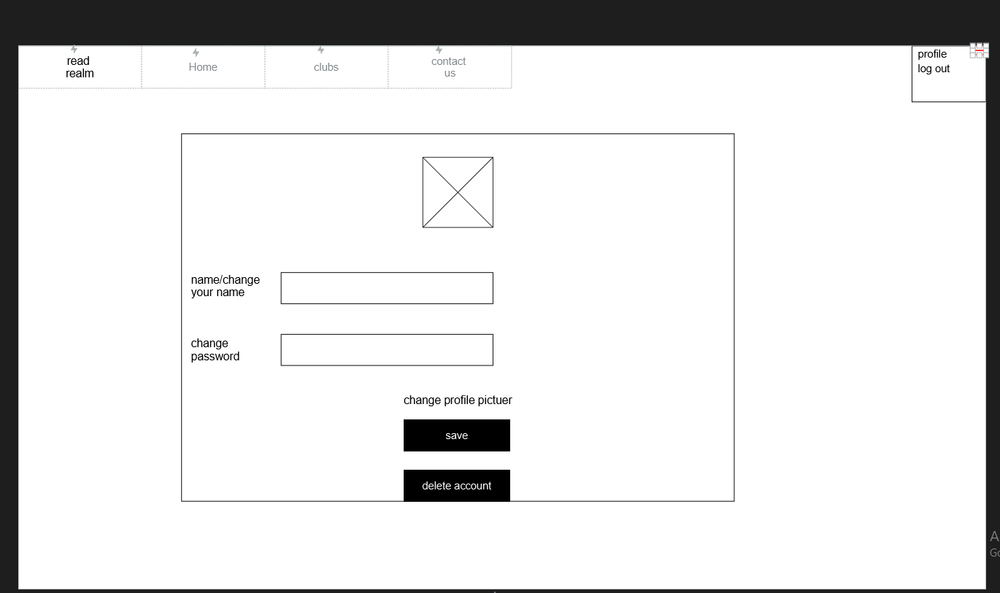 read
realm
Home
clubs
contact
us
profile
log out
name/change
your name
change
password
change profile pictuer
save
delete account